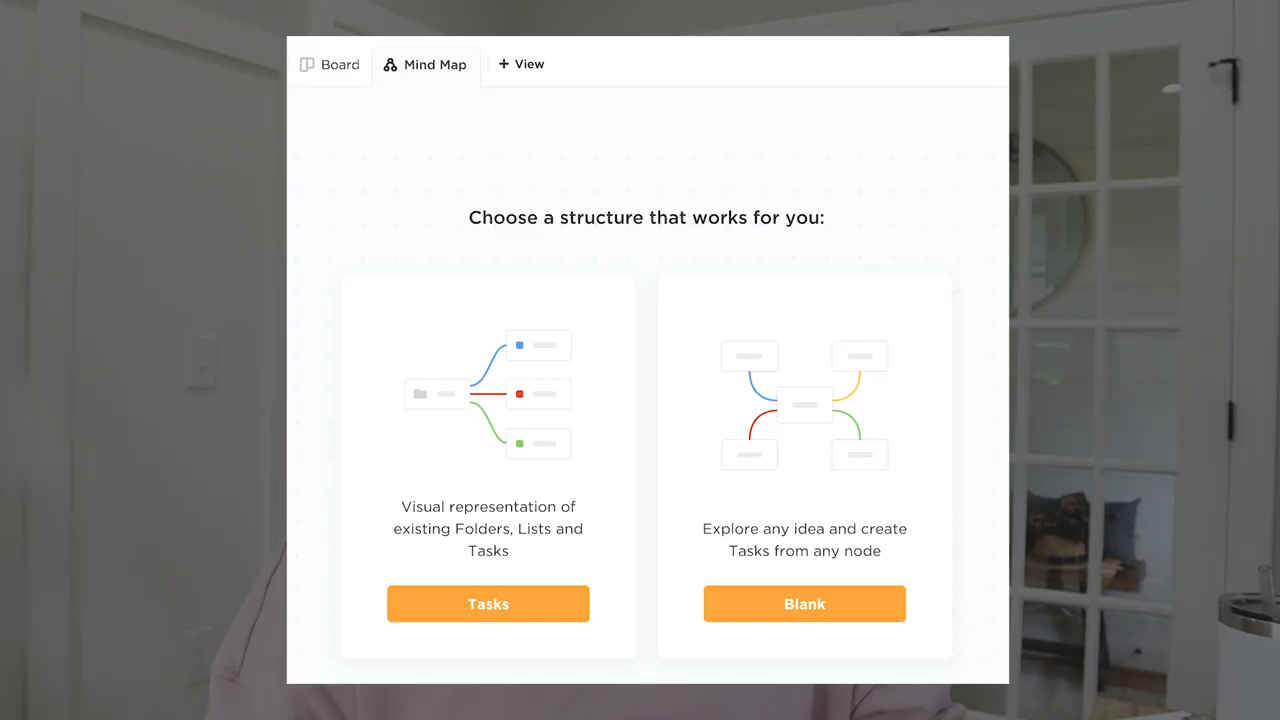 Board
Mind Map
+ View
Choose a structure that works for you:
Visual representation of
existing Folders, Lists and
Tasks
Tasks
Explore any idea and create
Tasks from any node
Blank